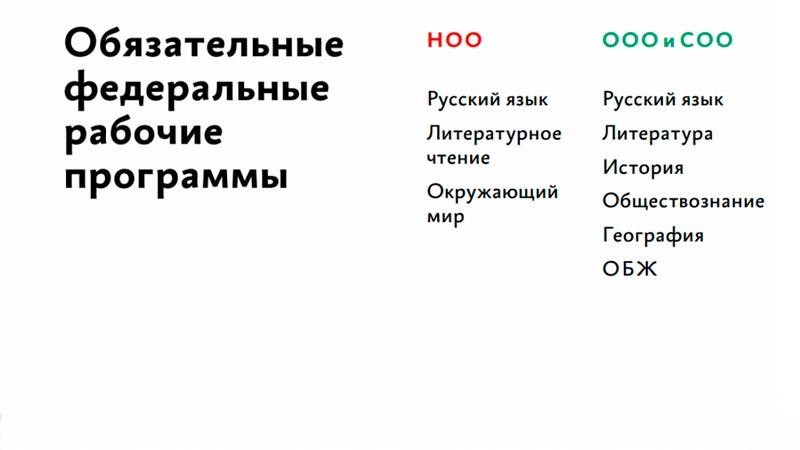 Обязательные
федеральные
рабочие
программы
НОО
Русский язык
Литературное
чтение
Окружающий
мир
ООО и СОО
Русский язык
Литература
История
Обществознание
География
ОБЖ